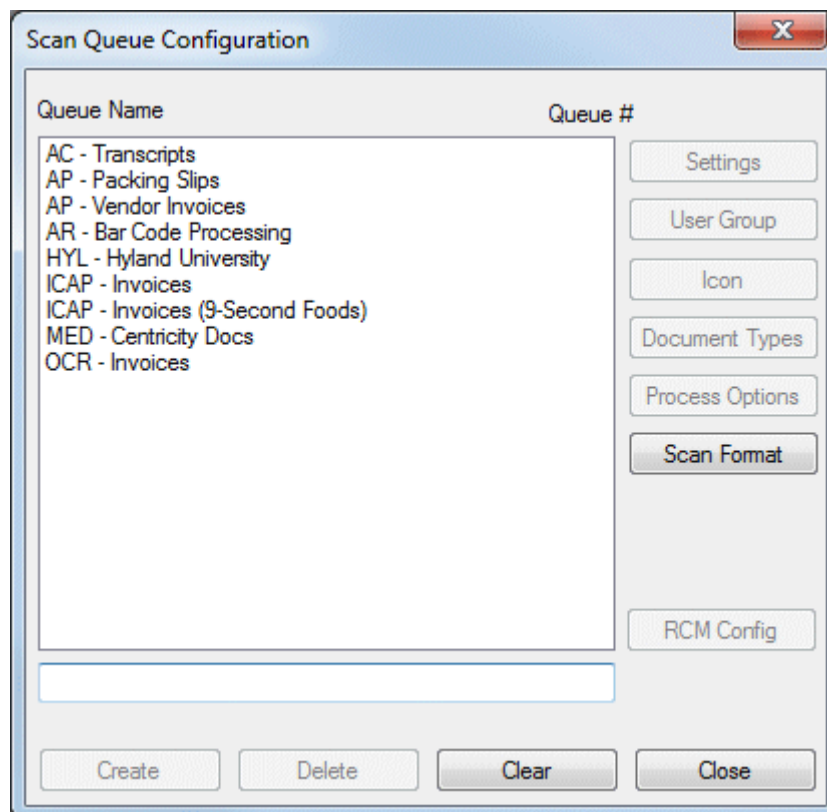 Scan Queue Configuration
Queue Name
Queue #
AC - Transcripts
AP - Packing Slips
AP - Vendor Invoices
AR - Bar Code Processing
HYL - Hyland University
ICAP - Invoices
ICAP - Invoices (9-Second Foods)
MED - Centricity Docs
OCR - Invoices
Settings
User Group
Icon
Document Types
Process Options
Scan Format
RCM Config
Create
Delete
Clear
Close